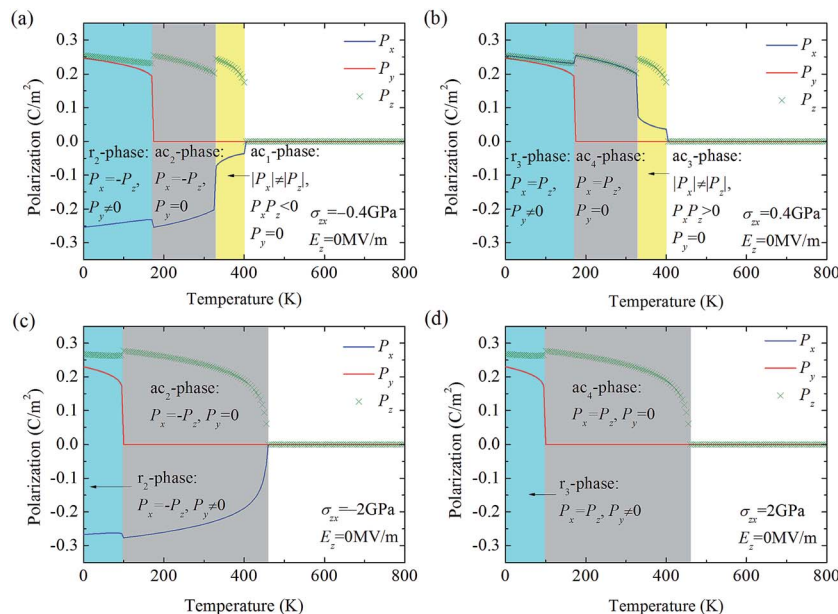 (a)
0.3
0.2
0.1
0.0
-0.1
-0.2
-0.3
Polarization (C/m²)
P_x
P_y
P_z
r₂-phase:
P_x=-P_z,
P_y≠0
ac₂-phase:
P_x=-P_z,
P_y=0
ac₁-phase:
|P_x|≠|P_z|,
P_xP_z<0
P_y=0
σ_zx=−0.4GPa
E_z=0MV/m
0 200 400 600 800
Temperature (K)
(b)
0.3
0.2
0.1
0.0
-0.1
-0.2
-0.3
Polarization (C/m²)
P_x
P_y
P_z
r₃-phase:
P_x=P_z,
P_y≠0
ac₄-phase:
P_x=P_z,
P_y=0
ac₃-phase:
|P_x|≠|P_z|,
P_xP_z>0
P_y=0
σ_zx=0.4GPa
E_z=0MV/m
0 200 400 600 800
Temperature (K)
(c)
0.3
0.2
0.1
0.0
-0.1
-0.2
-0.3
Polarization (C/m²)
P_x
P_y
P_z
ac₂-phase:
P_x=-P_z, P_y=0
r₂-phase:
P_x=-P_z, P_y≠0
σ_zx=−2GPa
E_z=0MV/m
0 200 400 600 800
Temperature (K)
(d)
0.3
0.2
0.1
0.0
-0.1
-0.2
-0.3
Polarization (C/m²)
P_x
P_y
P_z
ac₄-phase:
P_x=P_z, P_y=0
r₃-phase:
P_x=P_z, P_y≠0
σ_zx=2GPa
E_z=0MV/m
0 200 400 600 800
Temperature (K)